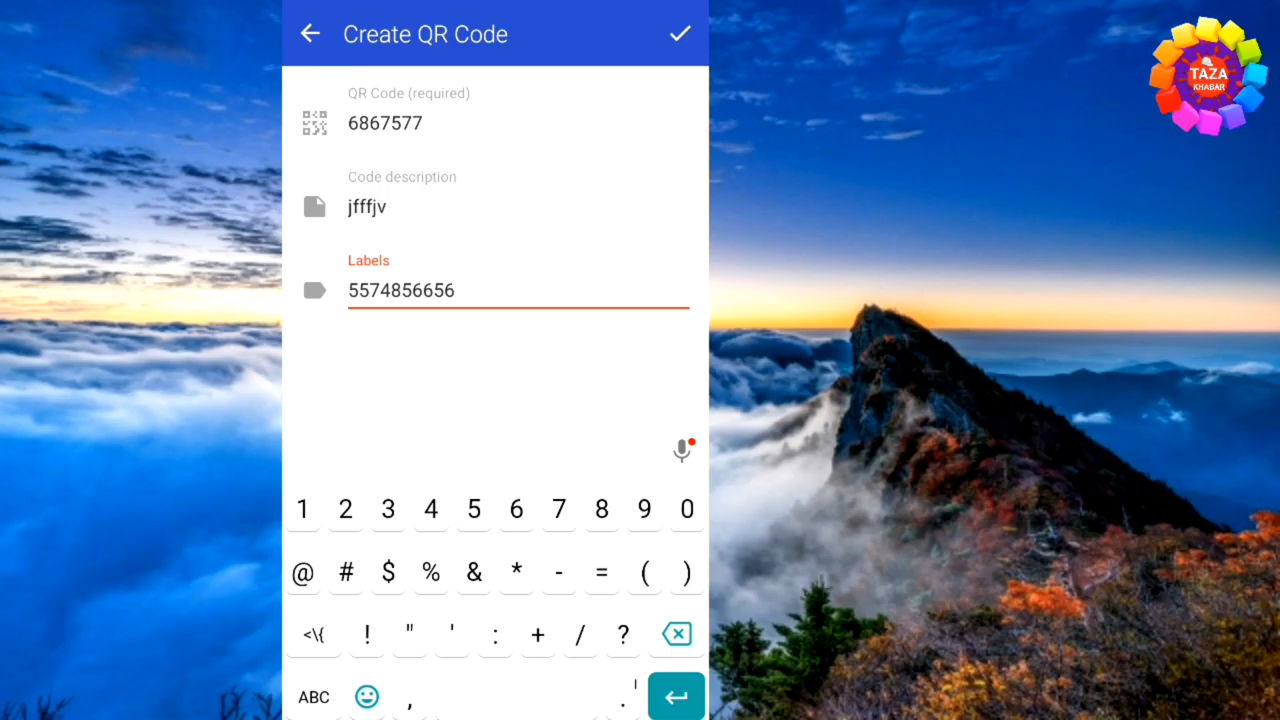 Create QR Code
QR Code (required)
6867577
Code description
jfffjv
Labels
5574856656
1 2 3 4 5 6 7 8 9 0
@ # $ % & * - = ( )
<\{ ! " ' : + / ?
ABC , .
TAZA
KHABAR